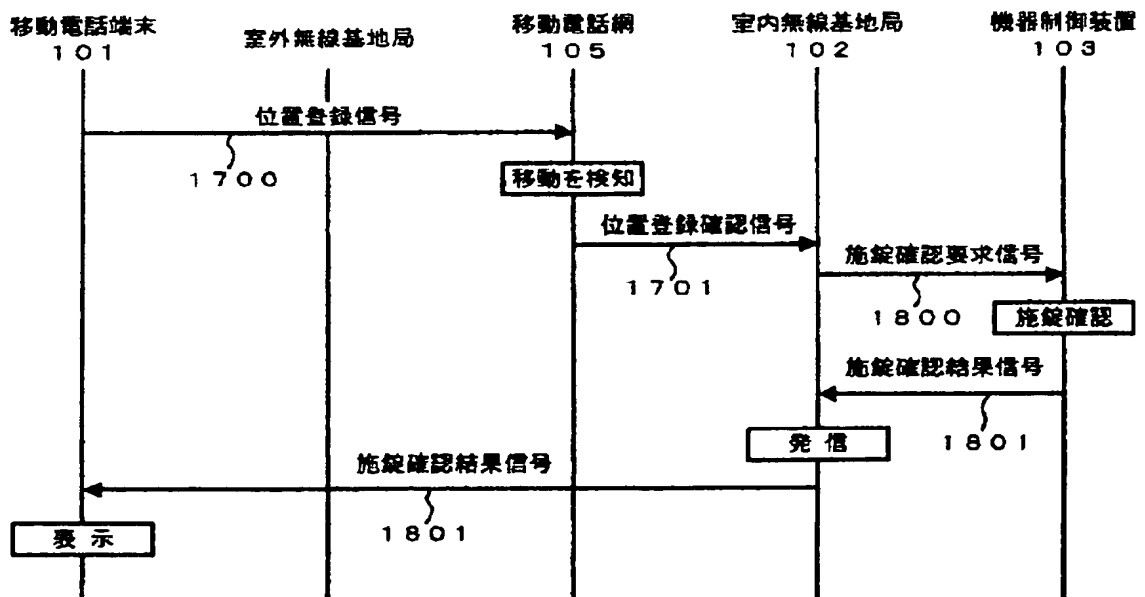 移動電話端末
101
室外無線基地局
移動電話網
105
室内無線基地局
102
機器制御装置
103
位置登録信号
1700
移動を検知
位置登録確認信号
1701
施錠確認要求信号
1800
施錠確認
施錠確認結果信号
1801
発信
施錠確認結果信号
1801
表示